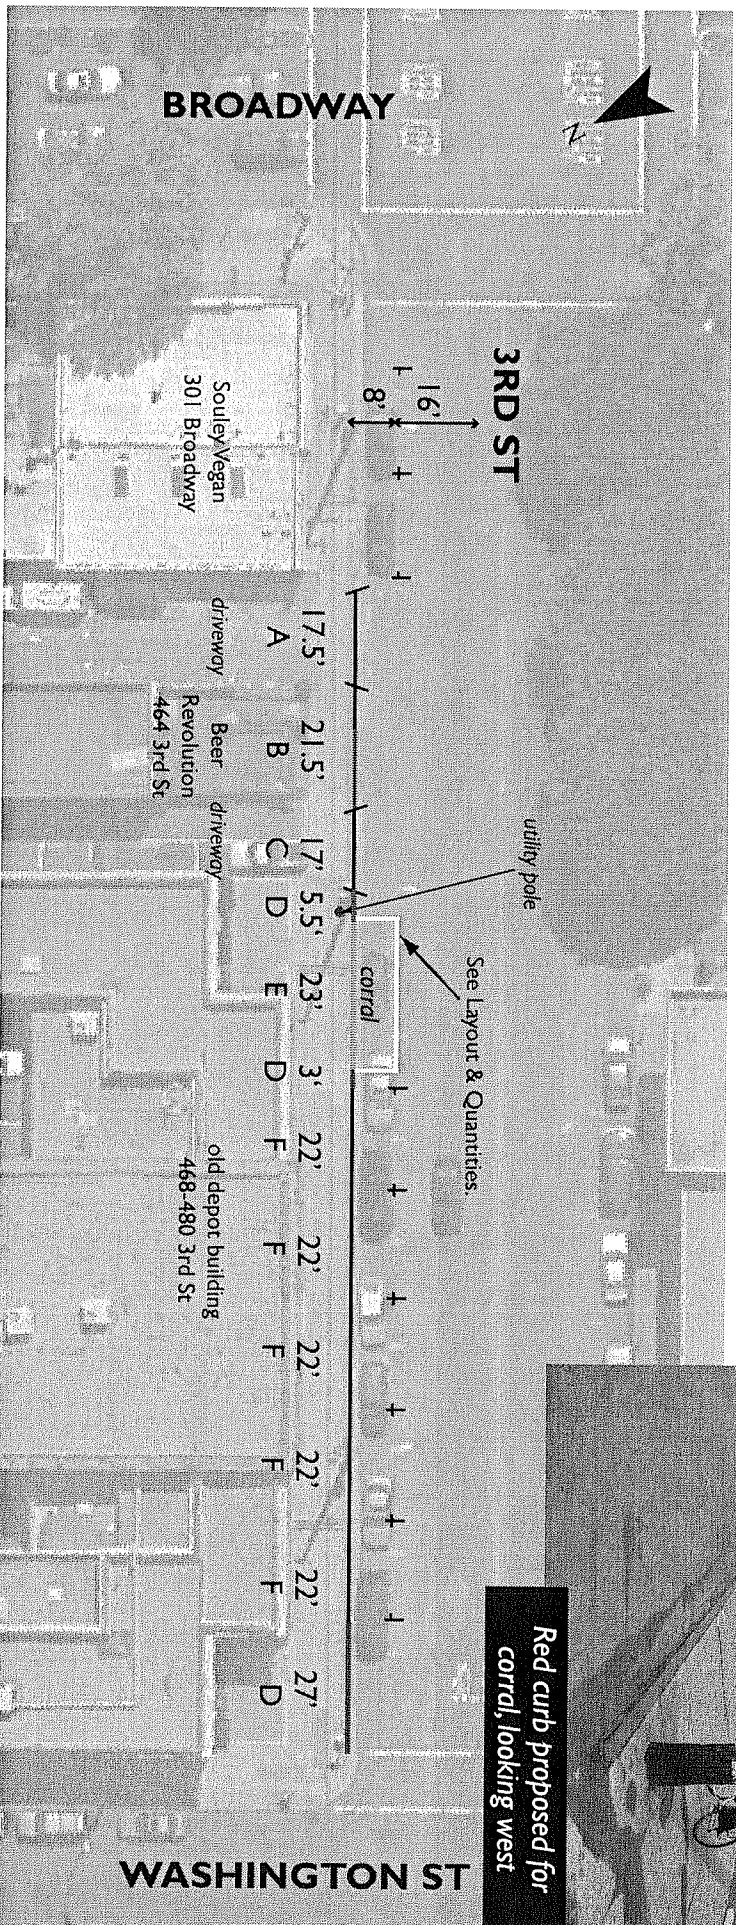 BROADWAY
N
3RD ST
16'
8'
Souley Vegan
301 Broadway
17.5'
A
driveway
21.5'
B
Beer
Revolution
464 3rd St
17'
C
driveway
utility pole
5.5'
D
See Layout & Quantities.
corral
23'
E
3'
D
22'
F
old depot building
468-480 3rd St
22'
F
22'
F
22'
F
22'
F
27'
D
Red curb proposed for
corral, looking west
WASHINGTON ST